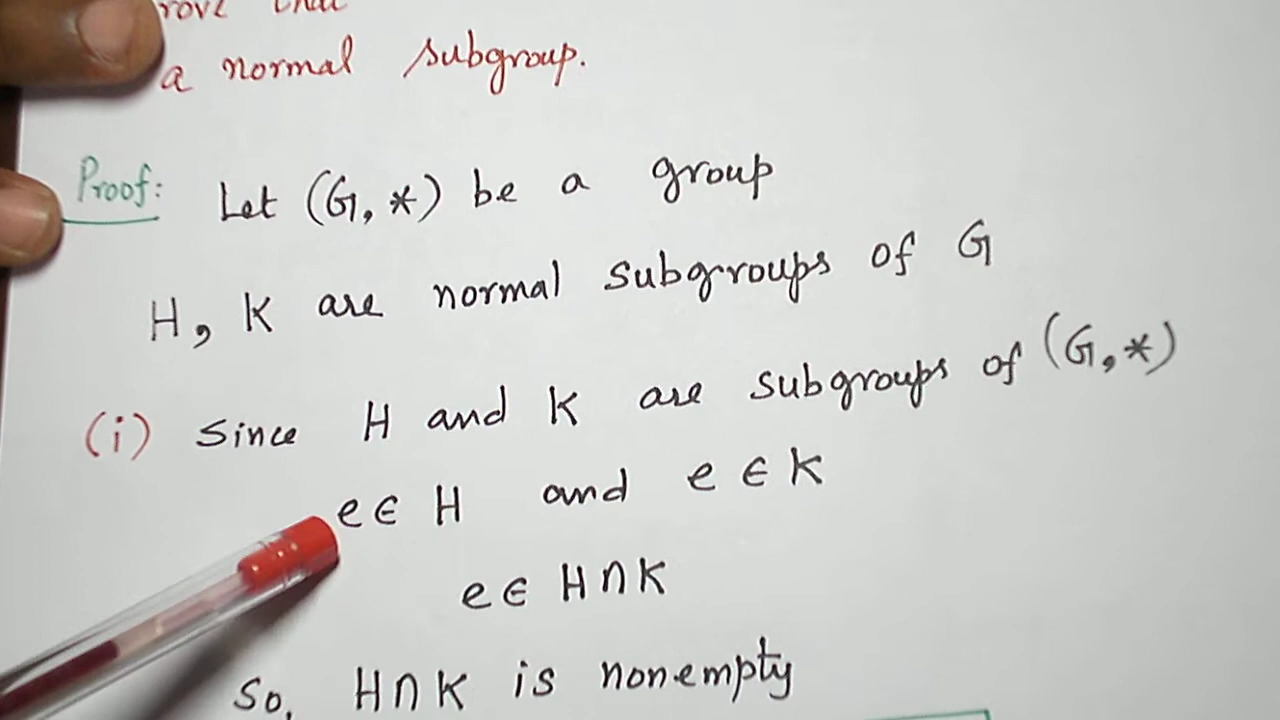 a normal subgroup.
Proof: Let (G, *) be a group
H, K are normal subgroups of G
(i) Since H and K are subgroups of (G, *)
e ∈ H and e ∈ K
e ∈ H ∩ K
So, H ∩ K is nonempty